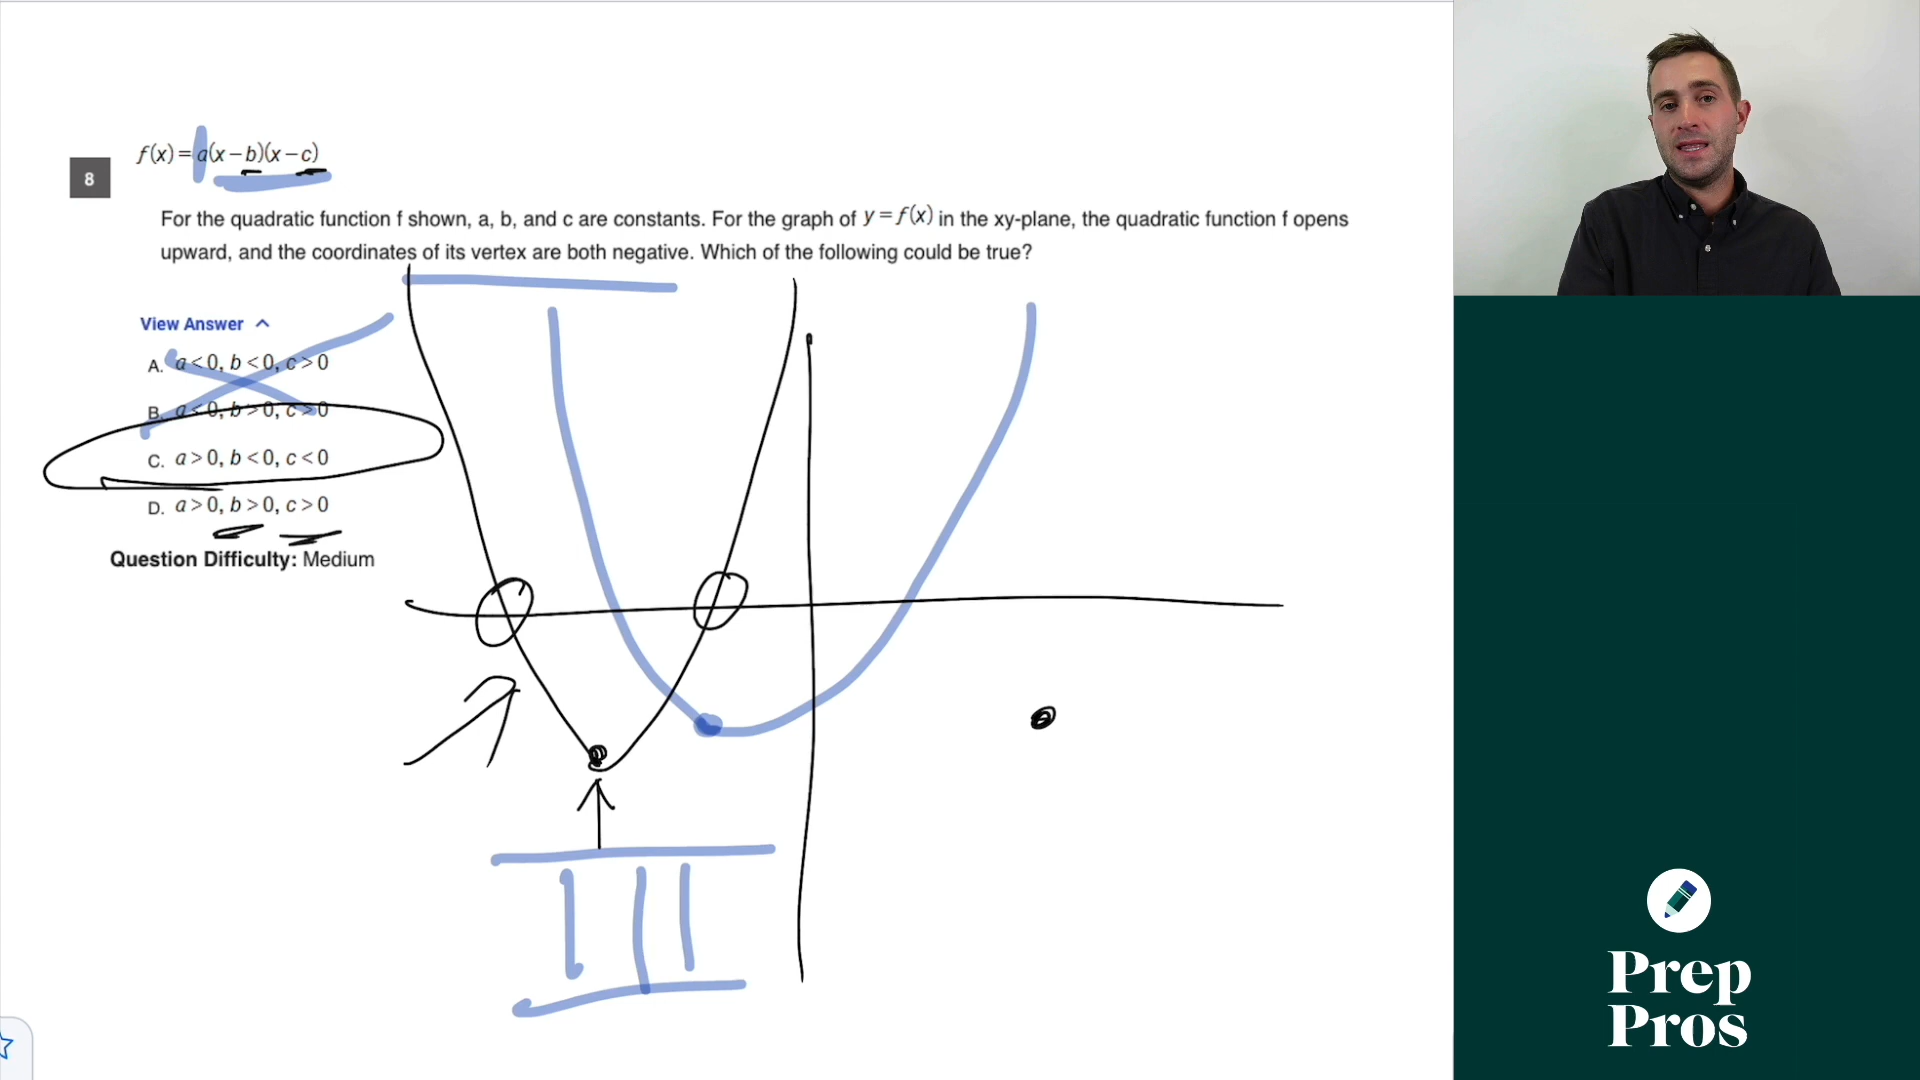 f(x)=a(x−b)(x−c)
8
For the quadratic function f shown, a, b, and c are constants. For the graph of y=f(x) in the xy-plane, the quadratic function f opens
upward, and the coordinates of its vertex are both negative. Which of the following could be true?
View Answer
A. a<0, b<0, c>0
B. a<0, b>0, c>0
C. a>0, b<0, c<0
D. a>0, b>0, c>0
Question Difficulty: Medium
III
Prep
Pros